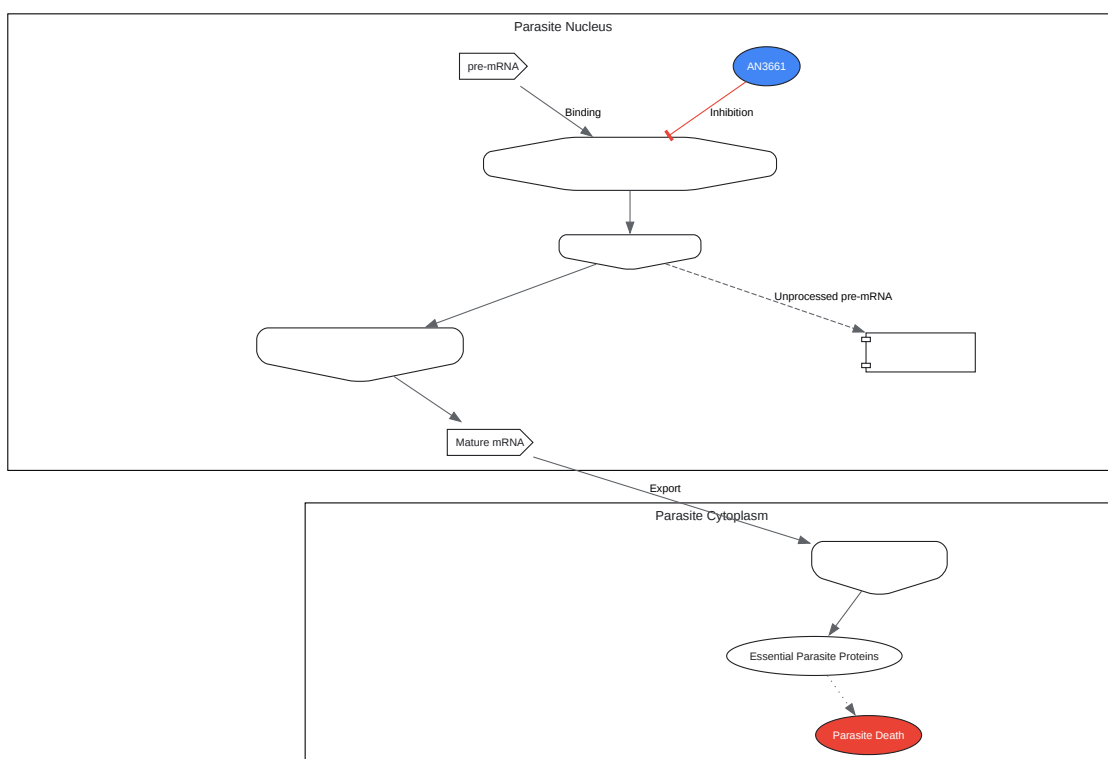 Parasite Nucleus
pre-mRNA
AN3661
Binding
Inhibition
Unprocessed pre-mRNA
Mature mRNA
Export
Parasite Cytoplasm
Essential Parasite Proteins
Parasite Death